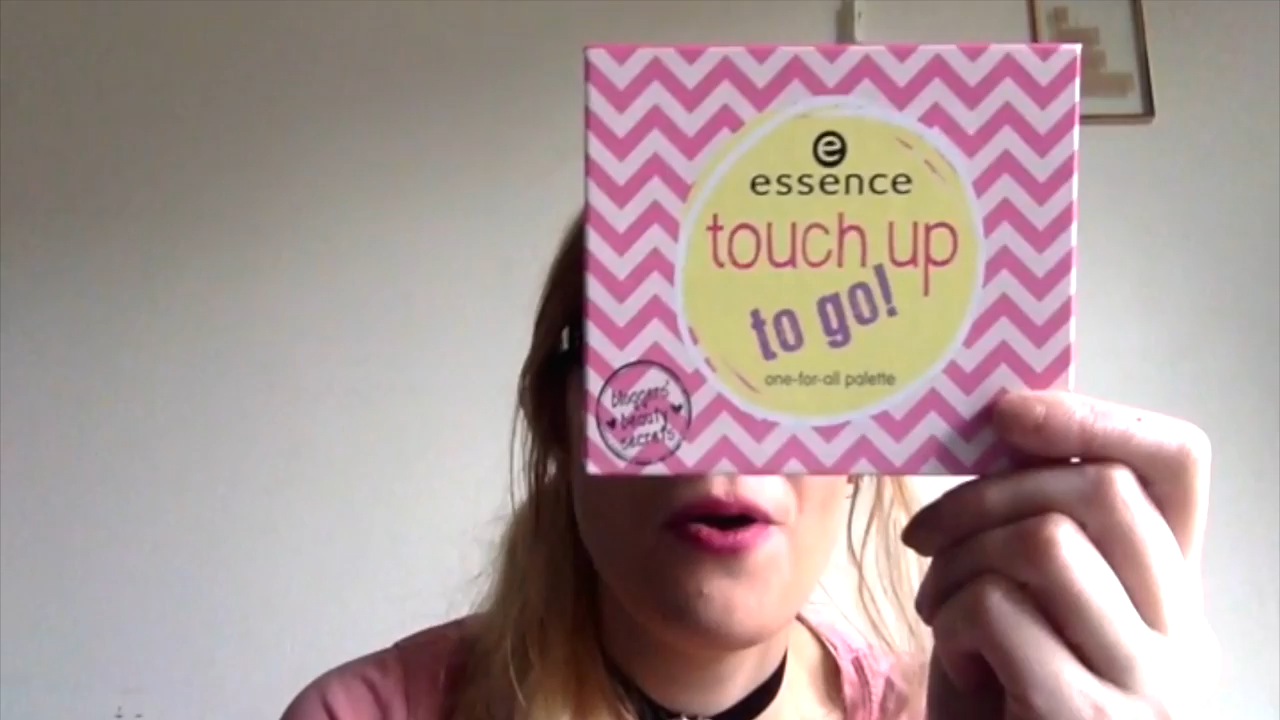 e
essence
touch up
to go!
one-for-all palette
bloggers'
beauty
secrets